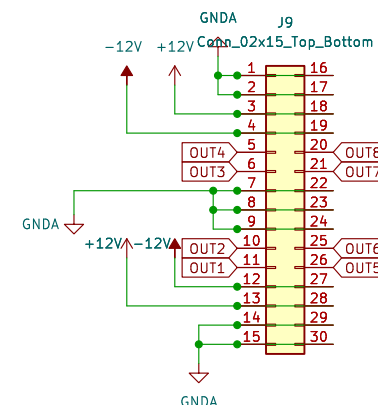 GNDA
J9
-12V +12V Conn_02x15_Top_Bottom
1 16
2 17
3 18
4 19
OUT4 5 20 OUT8
OUT3 6 21 OUT7
7 22
8 23
GNDA 9 24
+12V -12V OUT2 10 25 OUT6
OUT1 11 26 OUT5
12 27
13 28
14 29
15 30
GNDA